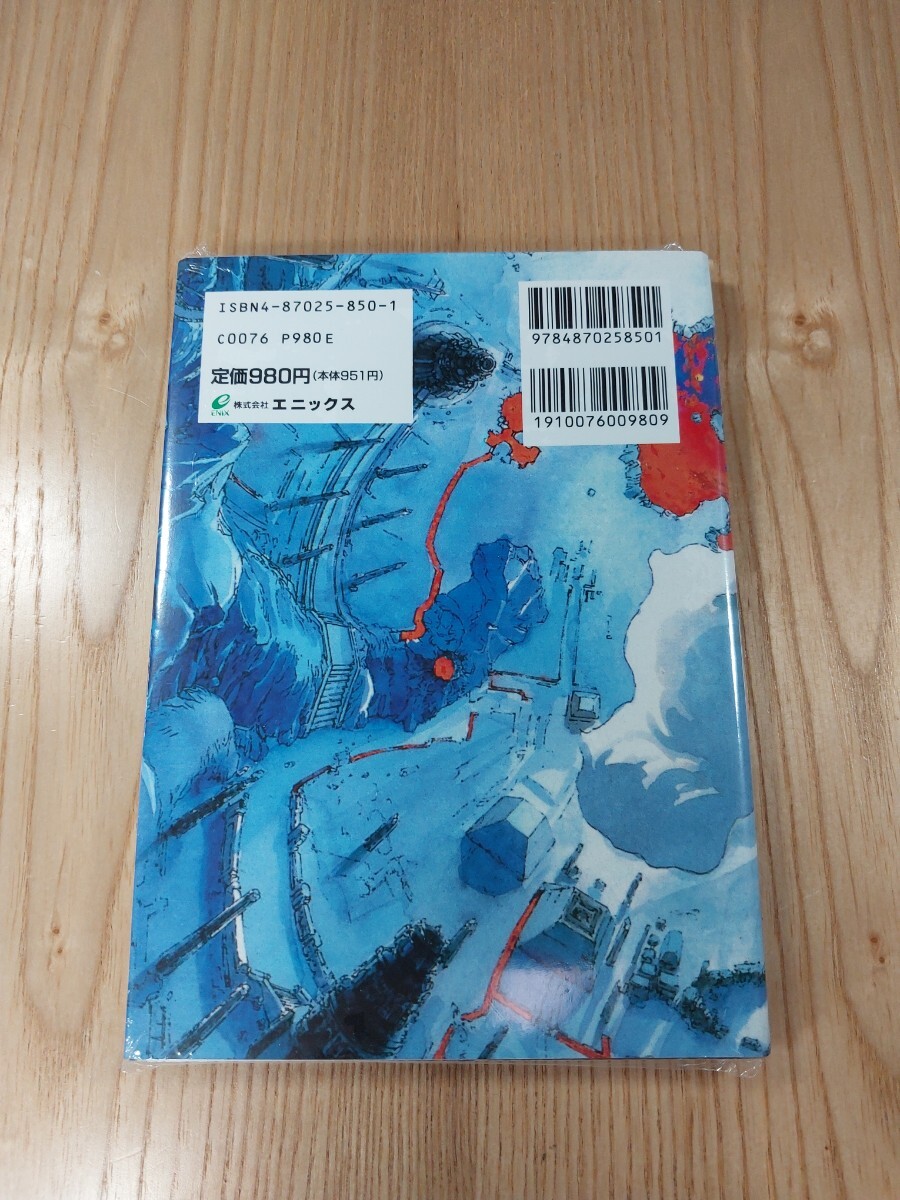 ISBN4-87025-850-1
C0076 P980E
定価980円(本体951円)
ENIX 株式会社 エニックス
9784870258501
1910076009809